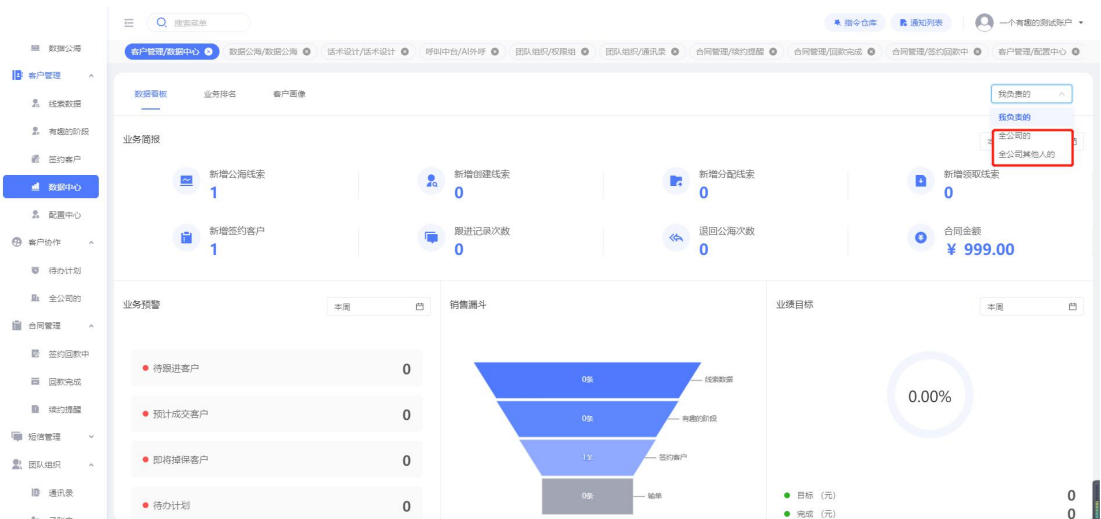 搜索菜单
指令仓库
通知列表
一个有趣的测试账户
数据公海
客户管理
线索数据
有趣的阶段
签约客户
数据中心
配置中心
客户协作
待办计划
全公司的
合同管理
签约回款中
回款完成
续约提醒
短信管理
团队组织
通讯录
客户管理/数据中心
数据公海/数据公海
话术设计/话术设计
呼叫中台/AI外呼
团队组织/权限组
团队组织/通讯录
合同管理/续约提醒
合同管理/回款完成
合同管理/签约回款中
客户管理/配置中心
数据看板
业务排名
客户画像
我负责的
我负责的
全公司的
全公司其他人的
业务简报
新增公海线索
1
新增创建线索
0
新增分配线索
0
新增领取线索
0
新增签约客户
1
跟进记录次数
0
退回公海次数
0
合同金额
¥ 999.00
业务预警
本周
待跟进客户
0
预计成交客户
0
即将掉保客户
0
待办计划
0
销售漏斗
0条
线索数据
0条
有趣的阶段
签约客户
0条
输单
业绩目标
本周
0.00%
目标 (元)
0
完成 (元)
0